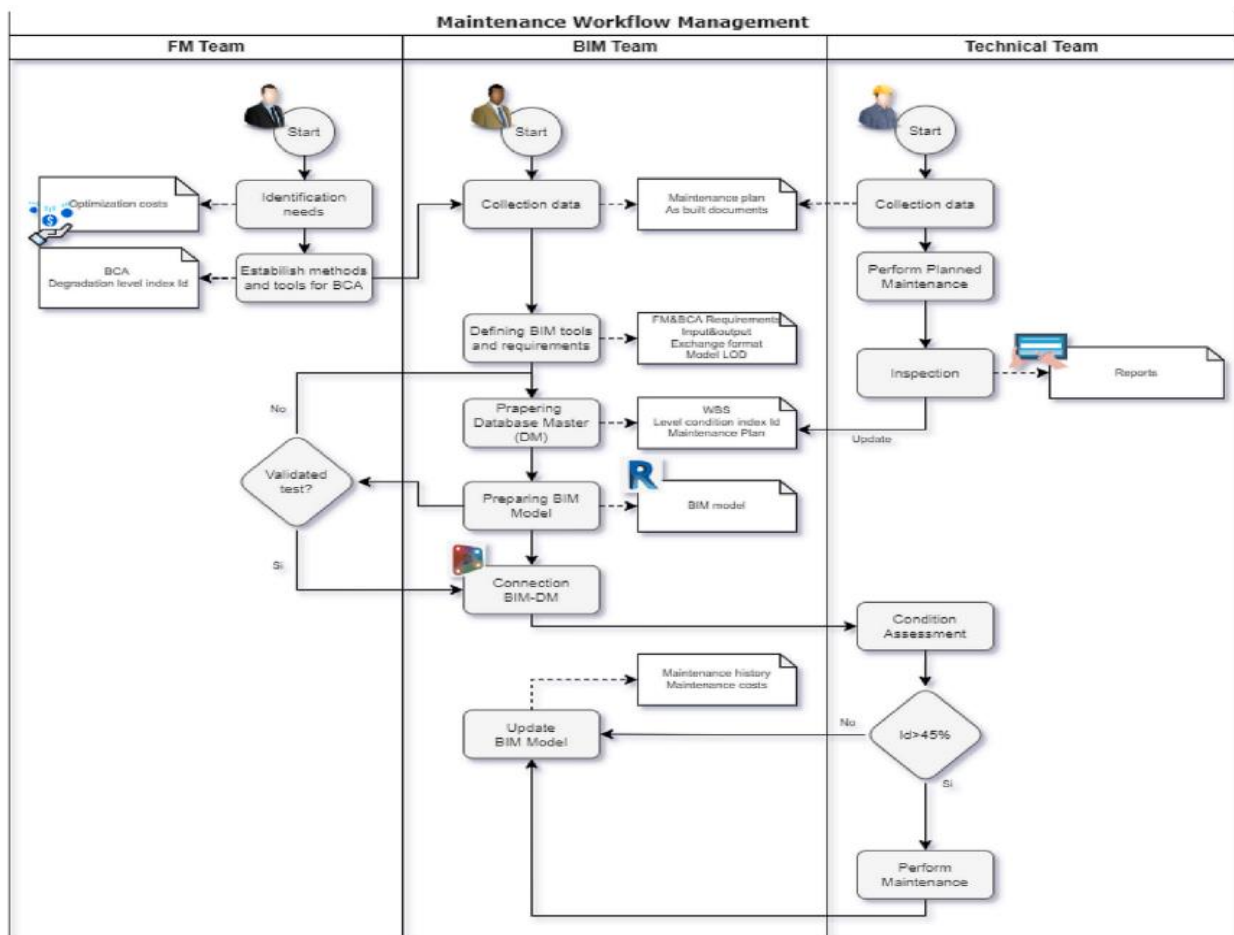 Maintenance Workflow Management
FM Team
BIM Team
Technical Team
Start
Start
Start
Optimization costs
Identification
needs
Collection data
Maintenance plan
As built documents
Collection data
BCA
Degradation level index Id
Estabilish methods
and tools for BCA
Perform Planned
Maintenance
Defining BIM tools
and requirements
FM&BCA Requirements
Input&output
Exchange format
Model LOD
Inspection
Reports
No
Prapering
Database Master
(DM)
WBS
Level condition index Id
Maintenance Plan
Update
Validated
test?
Preparing BIM
Model
R
BIM model
Si
Connection
BIM-DM
Condition
Assessment
Maintenance history
Maintenance costs
Update
BIM Model
No
Id>45%
Si
Perform
Maintenance